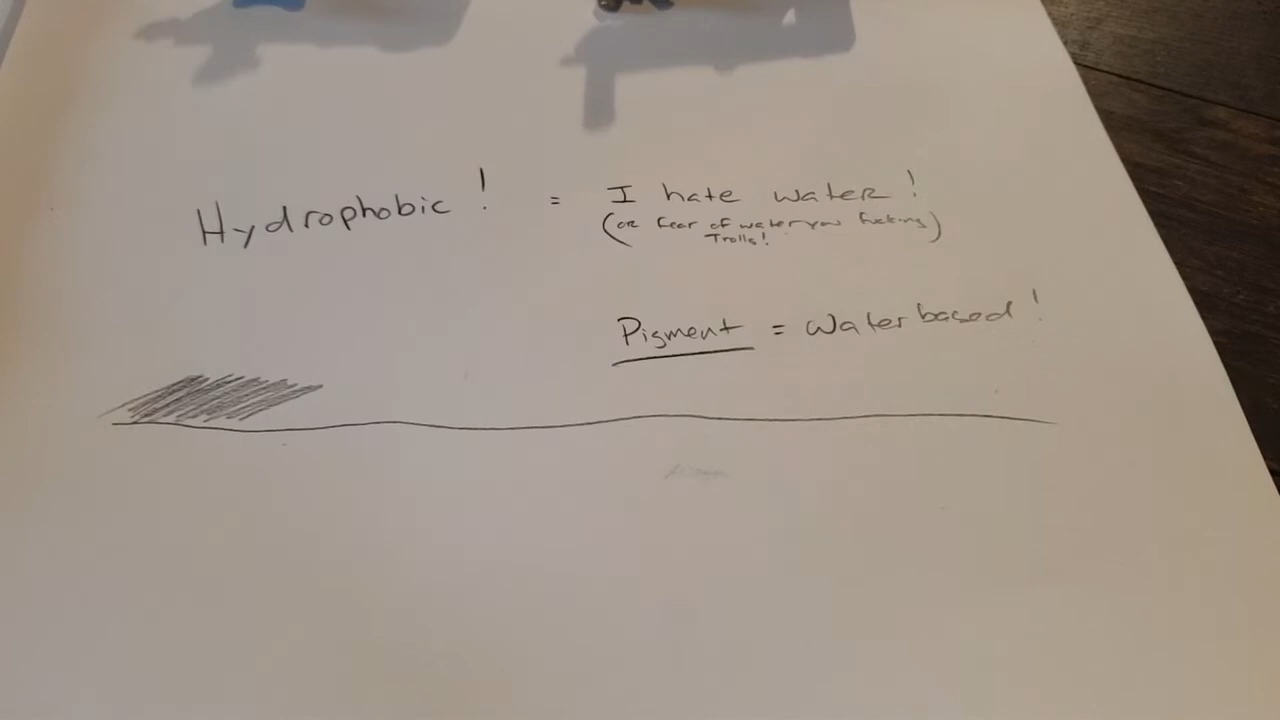 Hydrophobic! = I hate water!
(or fear of water you fucking
Trolls!)
Pigment = Water based!